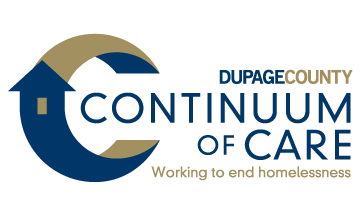 DUPAGECOUNTY
CONTINUUM
OF CARE
Working to end homelessness